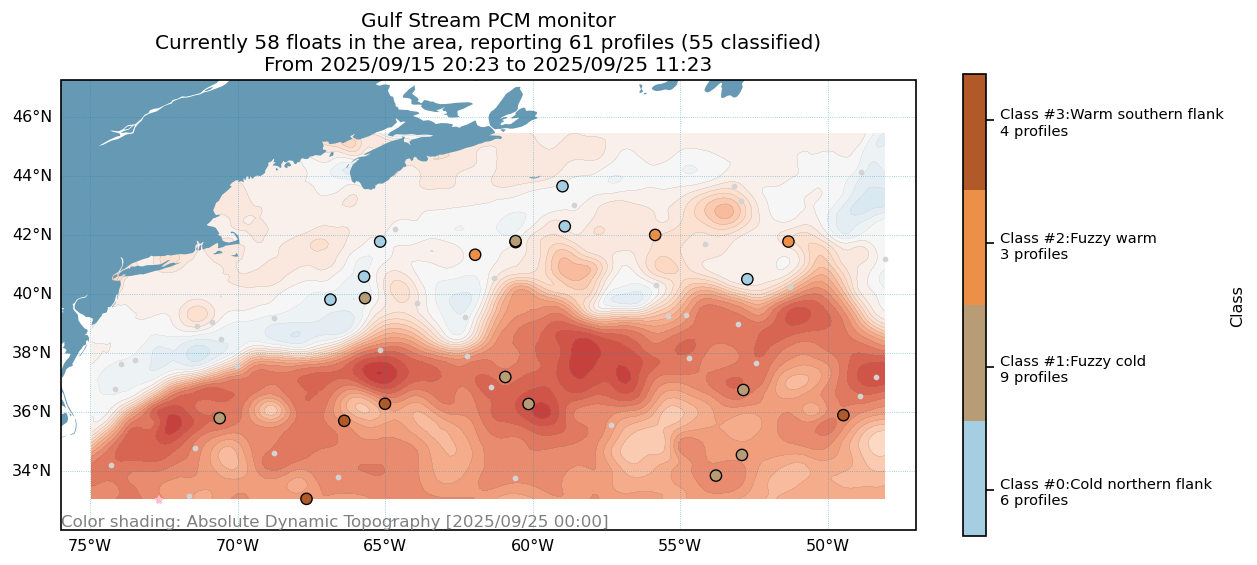 Gulf Stream PCM monitor
Currently 58 floats in the area, reporting 61 profiles (55 classified)
From 2025/09/15 20:23 to 2025/09/25 11:23
46°N
44°N
42°N
40°N
38°N
36°N
34°N
Color shading: Absolute Dynamic Topography [2025/09/25 00:00]
75°W
70°W
65°W
60°W
55°W
50°W
Class #3:Warm southern flank
4 profiles
Class #2:Fuzzy warm
3 profiles
Class #1:Fuzzy cold
9 profiles
Class #0:Cold northern flank
6 profiles
Class